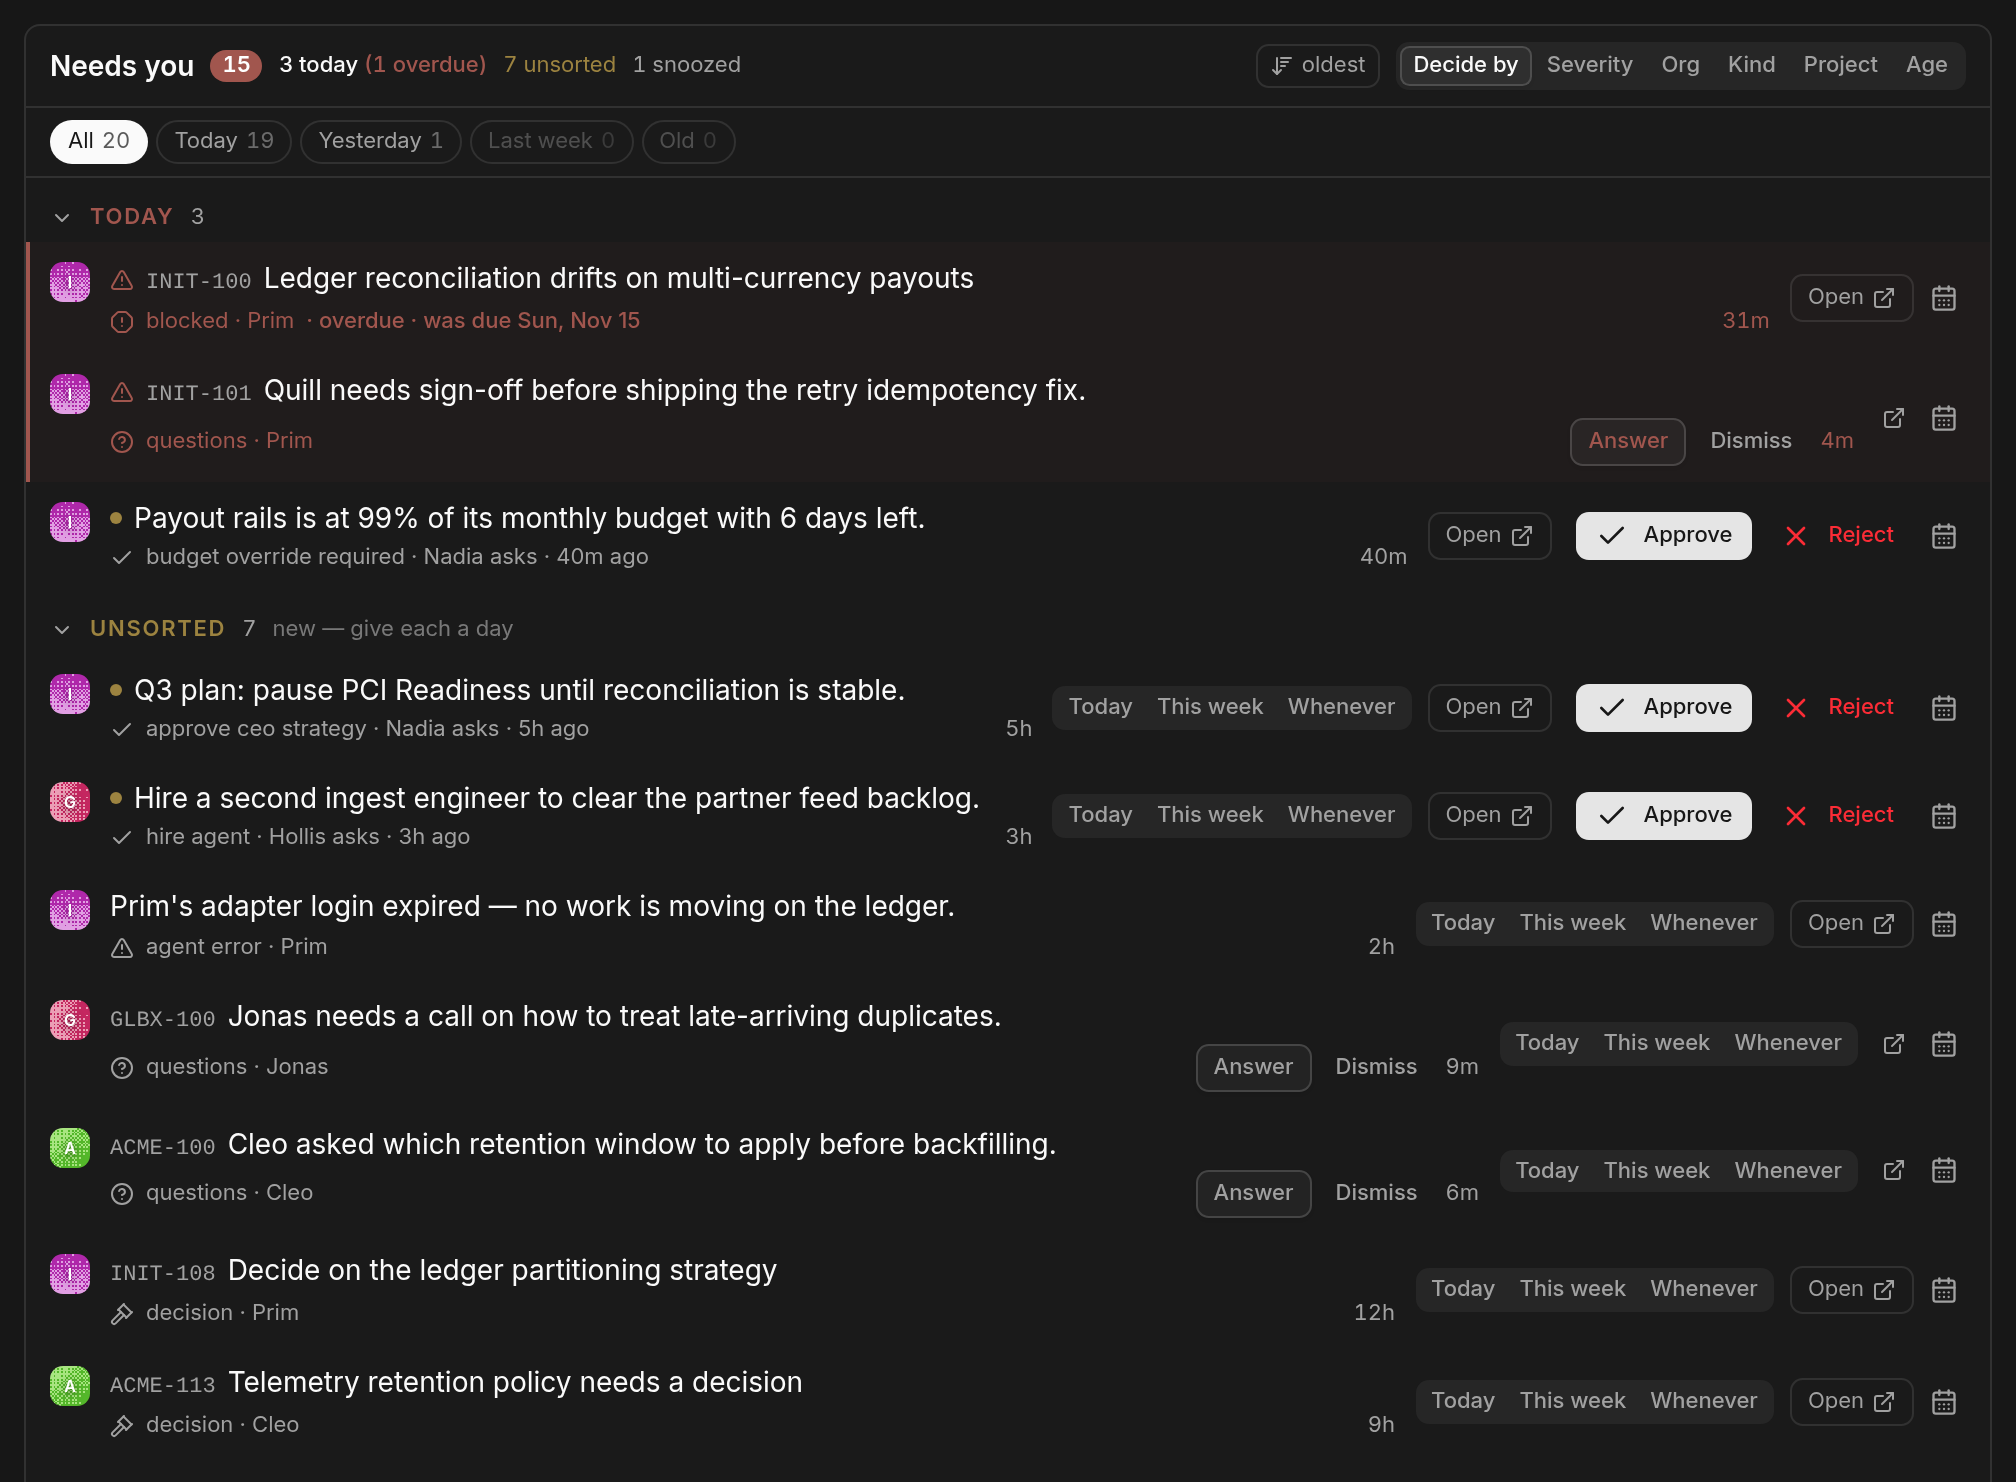 Needs you 15 3 today (1 overdue) 7 unsorted 1 snoozed oldest Decide by Severity Org Kind Project Age
All 20 Today 19 Yesterday 1 Last week 0 Old 0
TODAY 3
I INIT-100 Ledger reconciliation drifts on multi-currency payouts Open
blocked · Prim · overdue · was due Sun, Nov 15 31m
I INIT-101 Quill needs sign-off before shipping the retry idempotency fix.
questions · Prim Answer Dismiss 4m
I Payout rails is at 99% of its monthly budget with 6 days left. Open Approve Reject
budget override required · Nadia asks · 40m ago 40m
UNSORTED 7 new — give each a day
I Q3 plan: pause PCI Readiness until reconciliation is stable. Today This week Whenever Open Approve Reject
approve ceo strategy · Nadia asks · 5h ago 5h
G Hire a second ingest engineer to clear the partner feed backlog. Today This week Whenever Open Approve Reject
hire agent · Hollis asks · 3h ago 3h
I Prim's adapter login expired — no work is moving on the ledger. Today This week Whenever Open
agent error · Prim 2h
G GLBX-100 Jonas needs a call on how to treat late-arriving duplicates. Today This week Whenever
questions · Jonas Answer Dismiss 9m
A ACME-100 Cleo asked which retention window to apply before backfilling. Today This week Whenever
questions · Cleo Answer Dismiss 6m
I INIT-108 Decide on the ledger partitioning strategy Today This week Whenever Open
decision · Prim 12h
A ACME-113 Telemetry retention policy needs a decision Today This week Whenever Open
decision · Cleo 9h